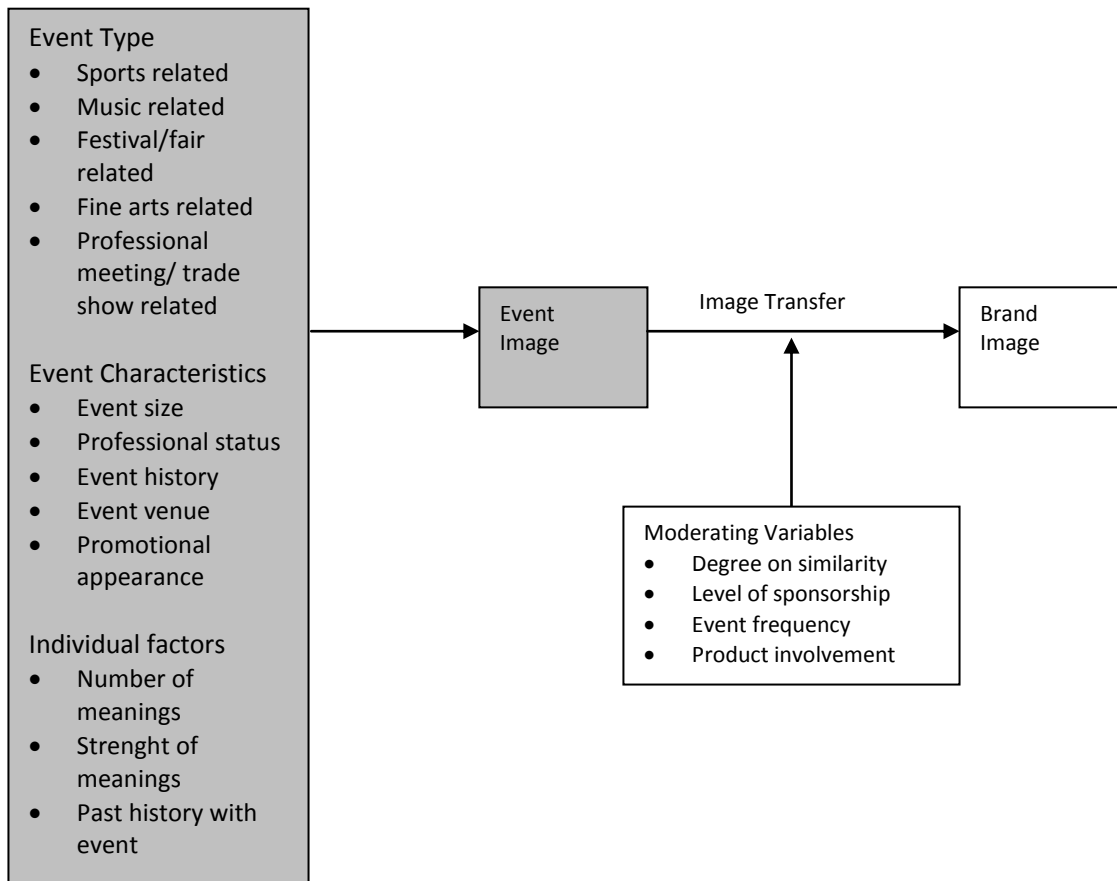 Event Type
• Sports related
• Music related
• Festival/fair
related
• Fine arts related
• Professional
meeting/ trade
show related
Event Characteristics
• Event size
• Professional status
• Event history
• Event venue
• Promotional
appearance
Individual factors
• Number of
meanings
• Strenght of
meanings
• Past history with
event
Event
Image
Image Transfer
Brand
Image
Moderating Variables
• Degree on similarity
• Level of sponsorship
• Event frequency
• Product involvement